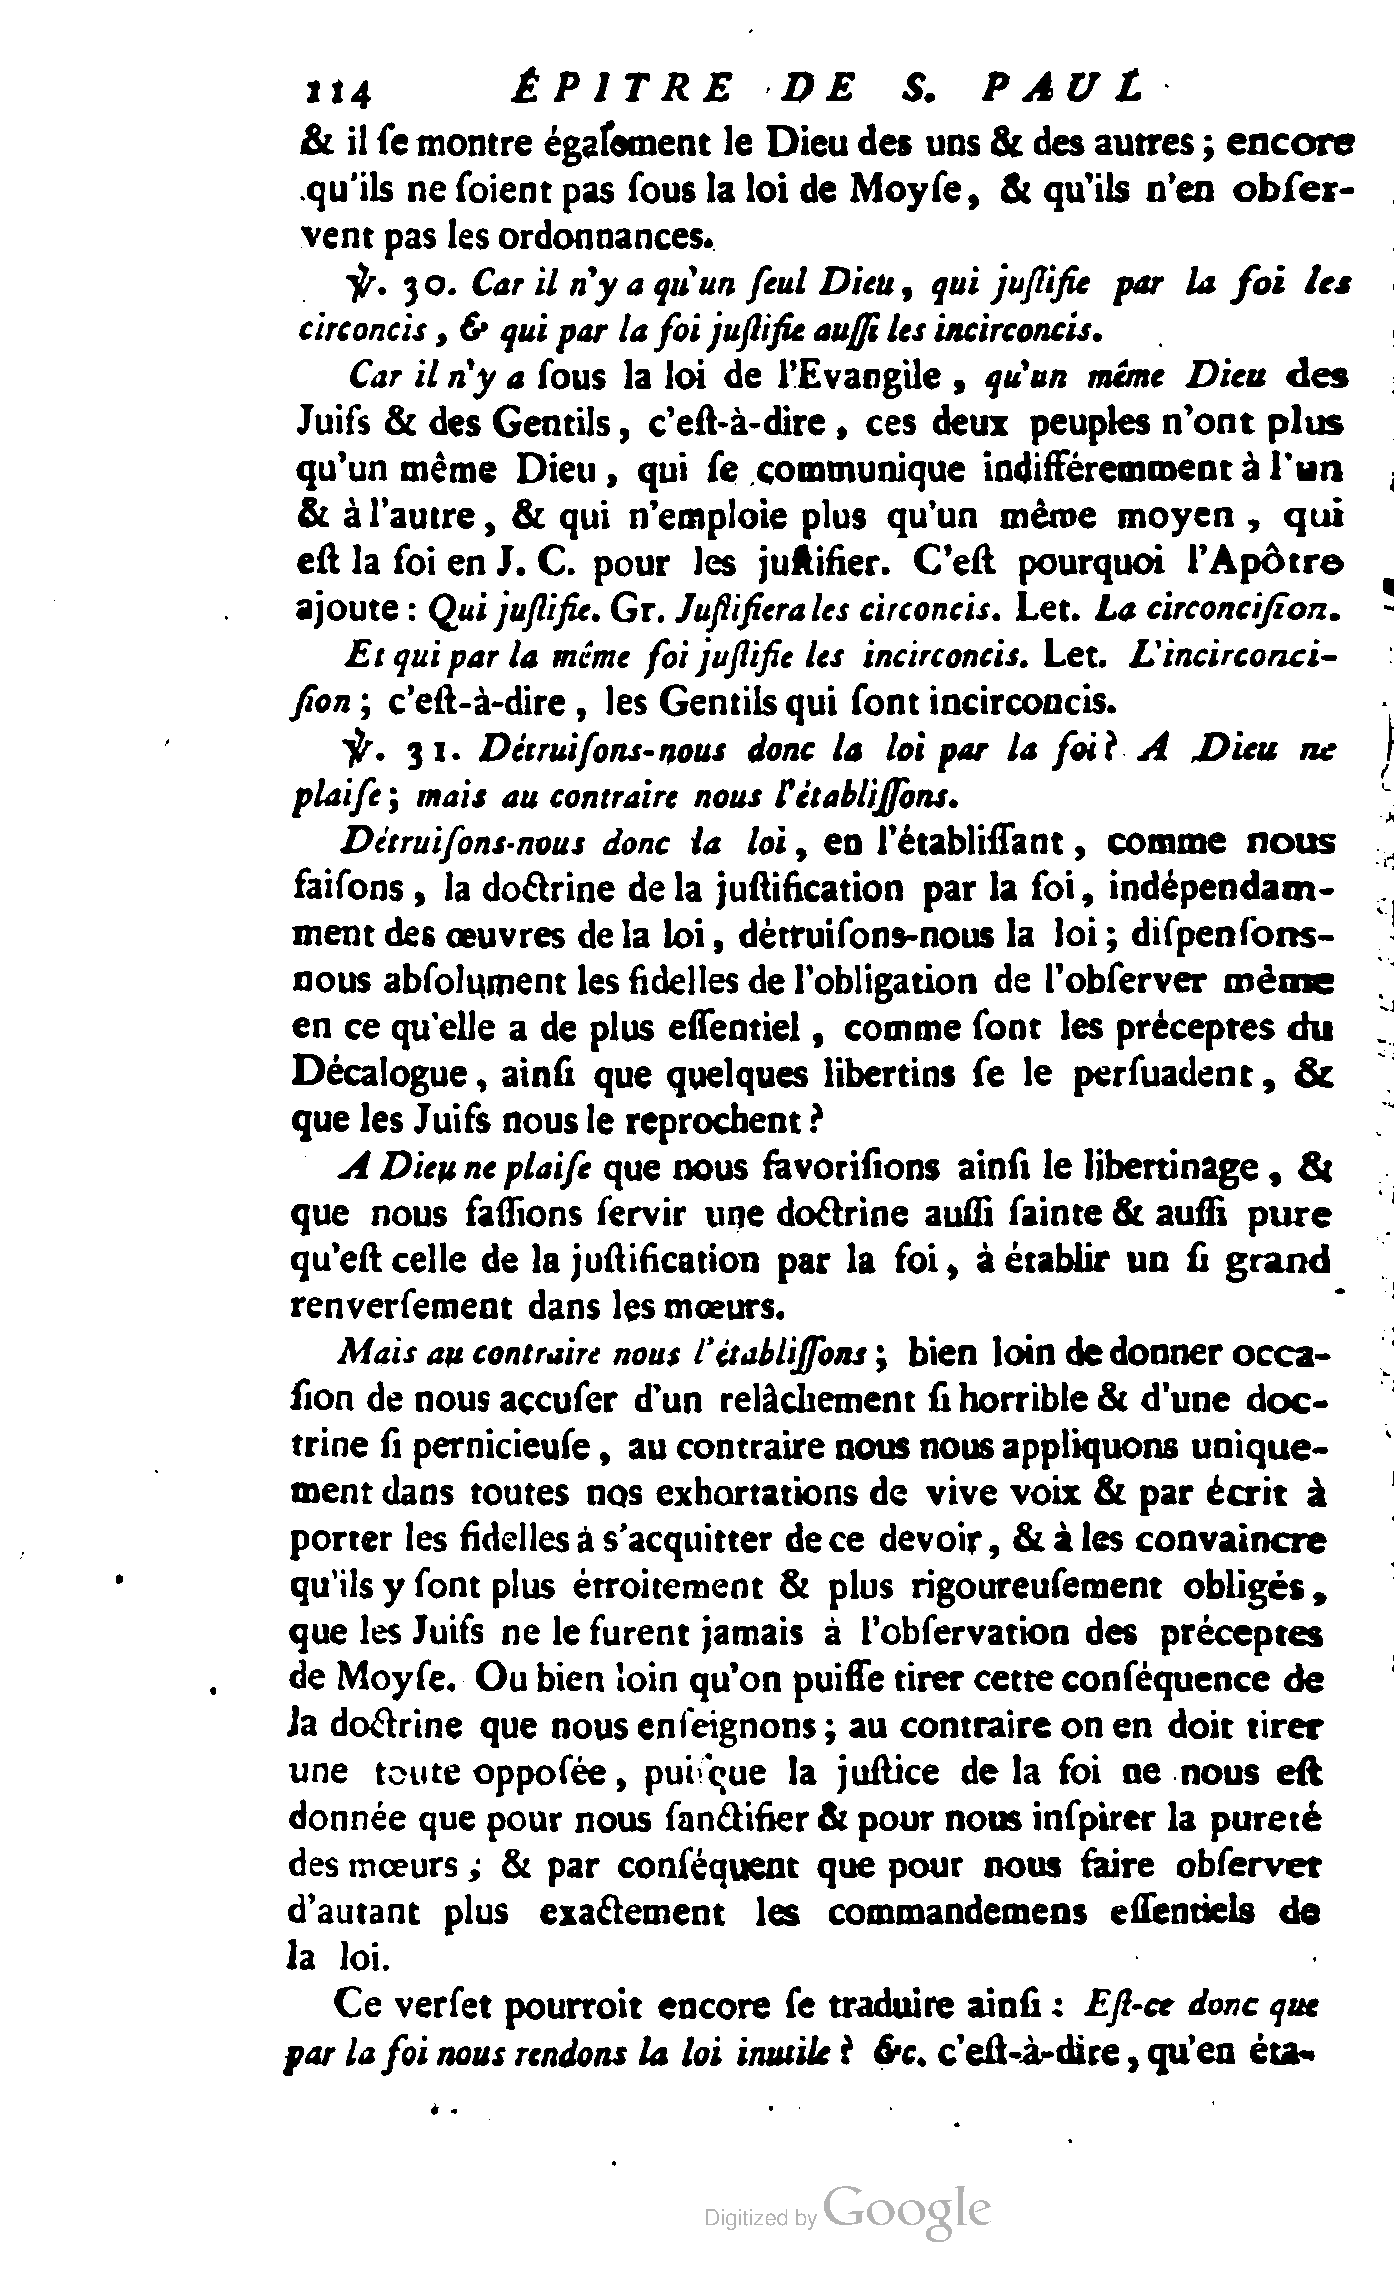 114 ÉPITRE DE S. PAUL
& il ſe montre également le Dieu des uns & des autres ; encore
qu'ils ne ſoient pas ſous la loi de Moyſe, & qu'ils n'en obſer-
vent pas les ordonnances.
℣. 30. Car il n'y a qu'un ſeul Dieu, qui juſtifie par la foi les
circoncis, & qui par la foi juſtifie auſſi les incirconcis.
Car il n'y a ſous la loi de l'Evangile, qu'un même Dieu des
Juifs & des Gentils, c'eſt-à-dire, ces deux peuples n'ont plus
qu'un même Dieu, qui ſe communique indifféremment à l'un
& à l'autre, & qui n'emploie plus qu'un même moyen, qui
eſt la foi en J. C. pour les juſtifier. C'eſt pourquoi l'Apôtre
ajoute : Qui juſtifie. Gr. Juſtifiera les circoncis. Let. La circonciſion.
Et qui par la même foi juſtifie les incirconcis. Let. L'incirconci-
ſion ; c'eſt-à-dire, les Gentils qui ſont incirconcis.
℣. 31. Détruiſons-nous donc la loi par la foi ? A Dieu ne
plaiſe ; mais au contraire nous l'établiſſons.
Détruiſons-nous donc la loi, en l'établiſſant, comme nous
faiſons, la doctrine de la juſtification par la foi, indépendam-
ment des œuvres de la loi, détruiſons-nous la loi ; diſpenſons-
nous abſolument les fidelles de l'obligation de l'obſerver même
en ce qu'elle a de plus eſſentiel, comme ſont les préceptes du
Décalogue, ainſi que quelques libertins ſe le perſuadent, &
que les Juifs nous le reprochent ?
A Dieu ne plaiſe que nous favoriſions ainſi le libertinage, &
que nous faſſions ſervir une doctrine auſſi ſainte & auſſi pure
qu'eſt celle de la juſtification par la foi, à établir un ſi grand
renverſement dans les mœurs.
Mais au contraire nous l'établiſſons ; bien loin de donner occa-
ſion de nous accuſer d'un relâchement ſi horrible & d'une doc-
trine ſi pernicieuſe, au contraire nous nous appliquons unique-
ment dans toutes nos exhortations de vive voix & par écrit à
porter les fidelles à s'acquitter de ce devoir, & à les convaincre
qu'ils y ſont plus étroitement & plus rigoureuſement obligés,
que les Juifs ne le furent jamais à l'obſervation des préceptes
de Moyſe. Ou bien loin qu'on puiſſe tirer cette conſéquence de
la doctrine que nous enſeignons ; au contraire on en doit tirer
une toute oppoſée, puiſque la juſtice de la foi ne nous eſt
donnée que pour nous ſanctifier & pour nous inſpirer la pureté
des mœurs ; & par conſéquent que pour nous faire obſerver
d'autant plus exactement les commandemens eſſentiels de
la loi.
Ce verſet pourroit encore ſe traduire ainſi : Eſt-ce donc que
par la foi nous rendons la loi inutile ? &c. c'eſt-à-dire, qu'en éta-
Digitized by Google